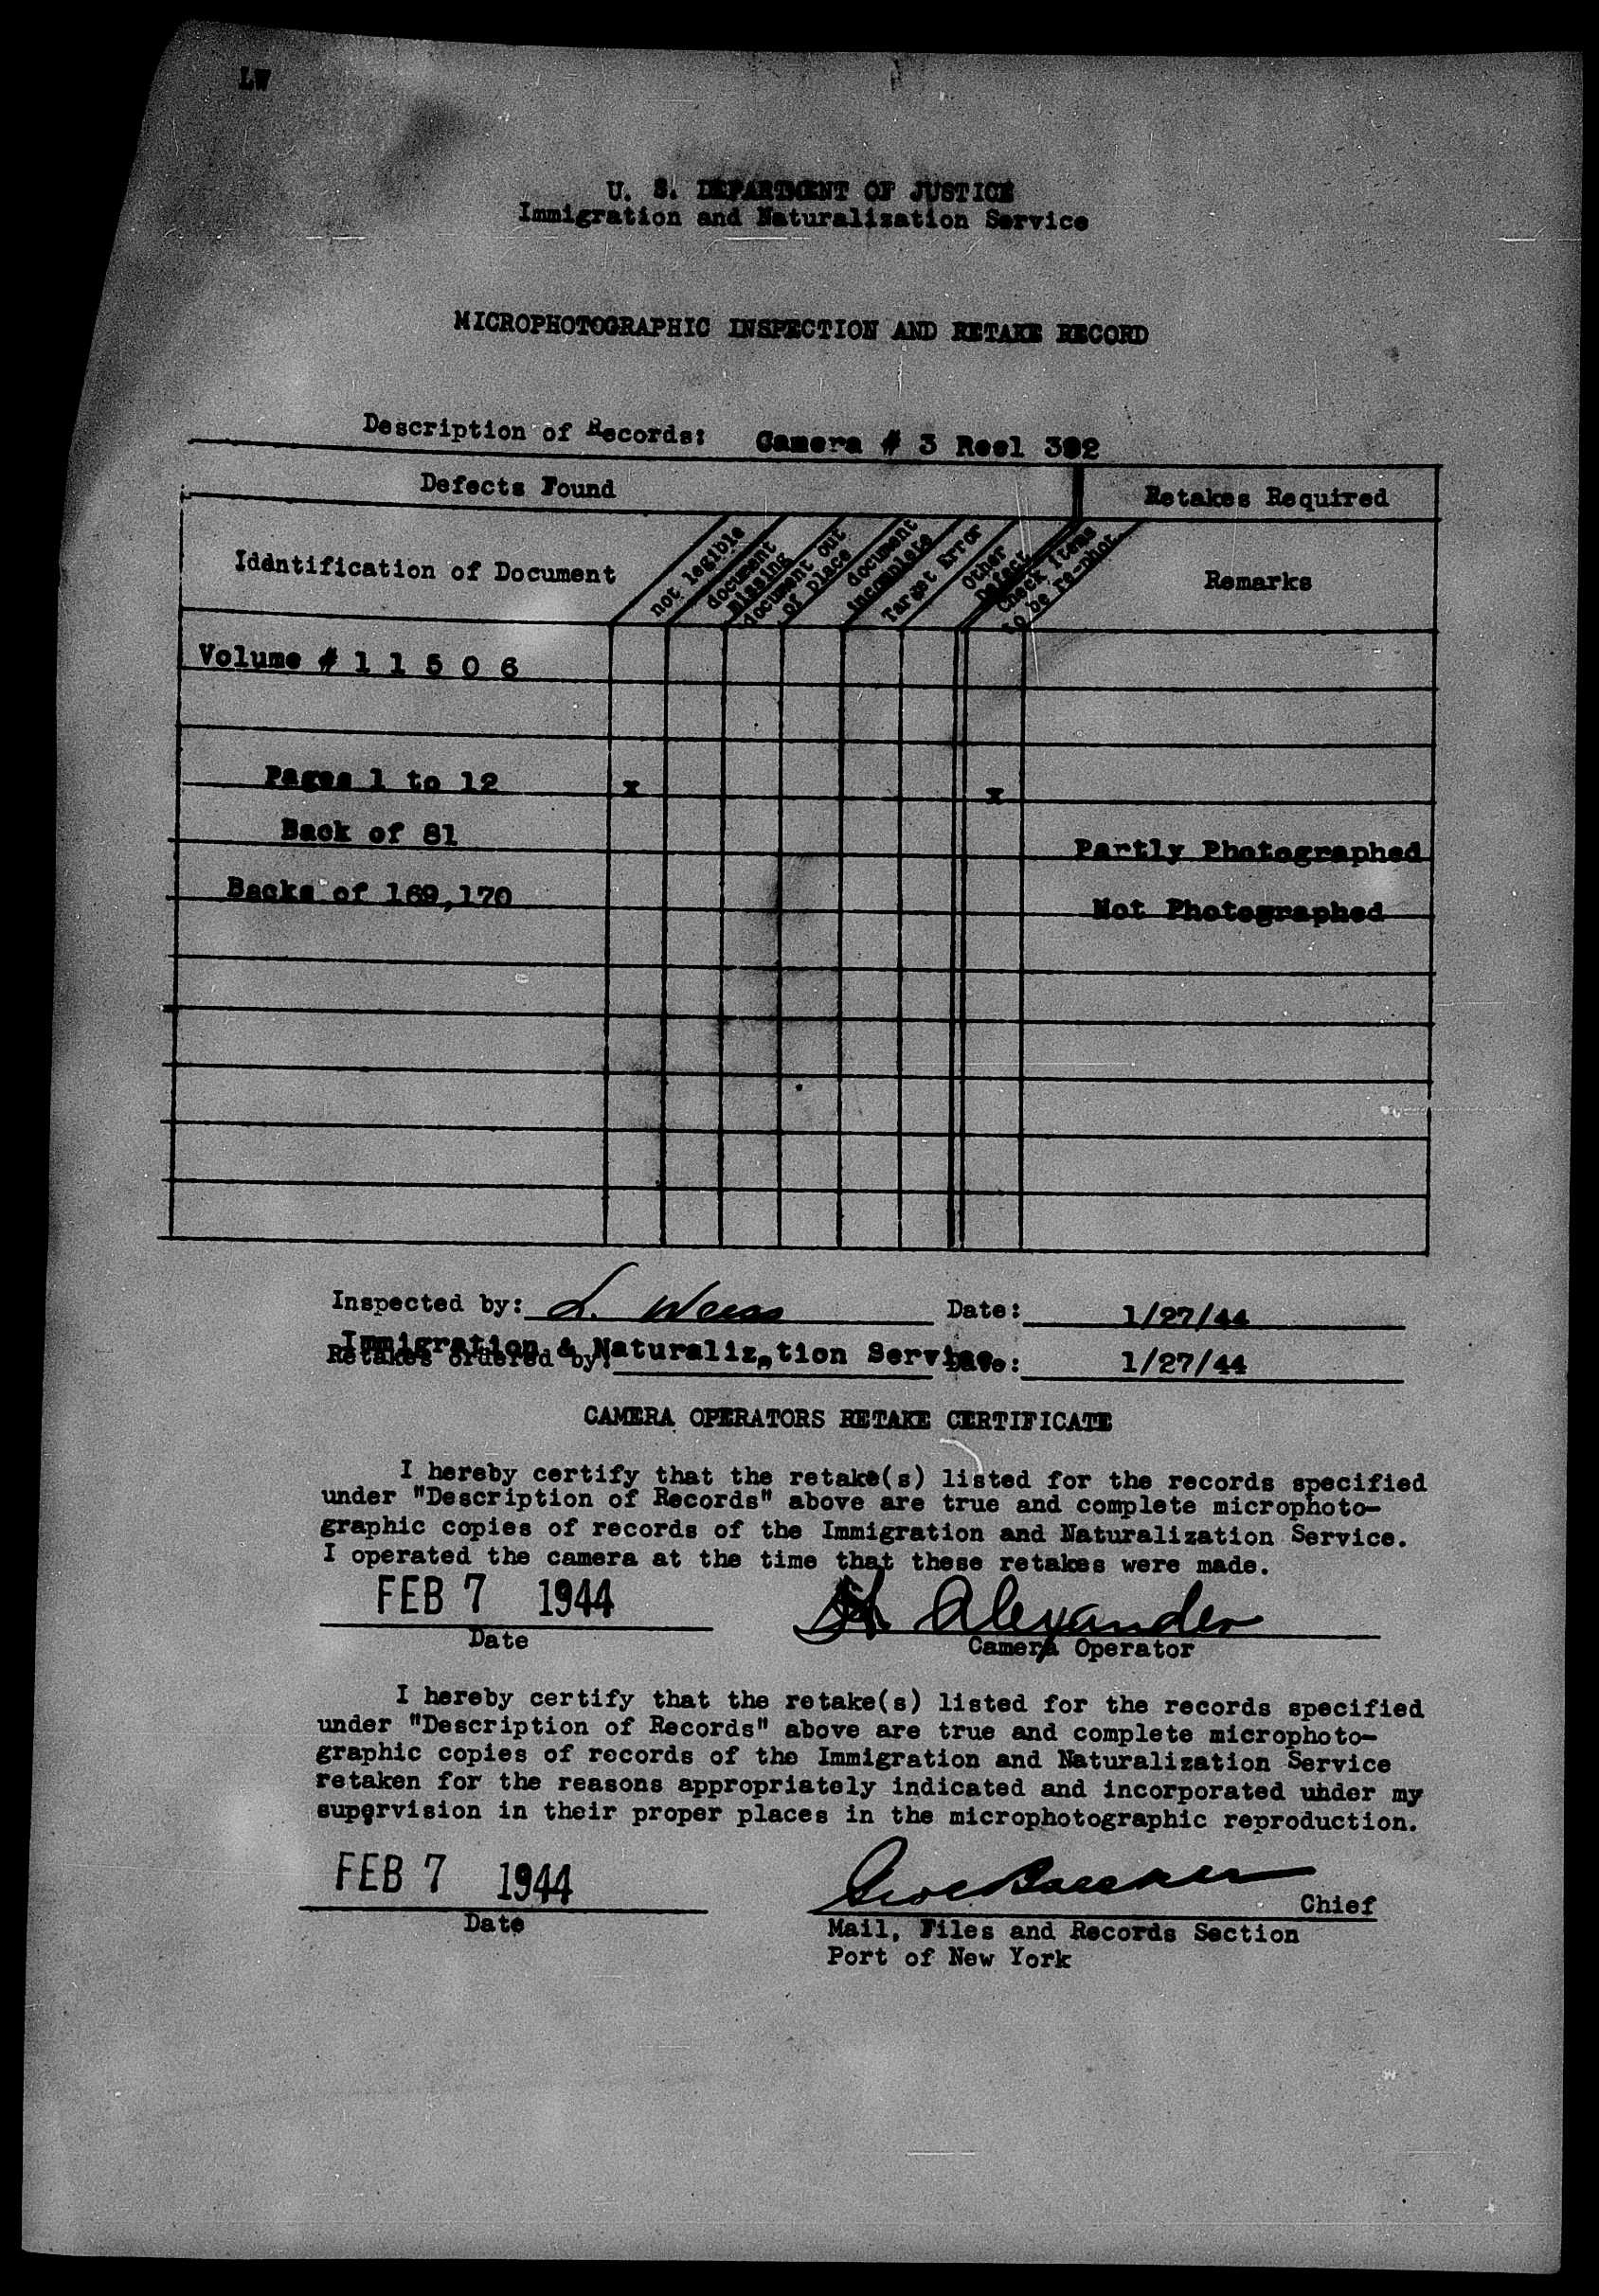 LW
U. S. DEPARTMENT OF JUSTICE
Immigration and Naturalization Service
MICROPHOTOGRAPHIC INSPECTION AND RETAKE RECORD
Description of Records: Camera # 3 Reel
Defects Found Retakes Required
Identification of Document
not legible
document missing
document out of place
document incomplete
Target Error
Other Defect
Check Items to be re-phot.
Remarks
Volume # 1 1 5 0 6
Pages 1 to 12 x x
Back of 81 Partly Photographed
Backs of 169,170 Not Photographed
Inspected by: L. Weiss Date: 1/27/44
Immigration & Naturalization Service
Retakes ordered by: Date: 1/27/44
CAMERA OPERATORS RETAKE CERTIFICATE
I hereby certify that the retake(s) listed for the records specified
under "Description of Records" above are true and complete microphoto-
graphic copies of records of the Immigration and Naturalization Service.
I operated the camera at the time that these retakes were made.
FEB 7 1944 Alexander
Date Camera Operator
I hereby certify that the retake(s) listed for the records specified
under "Description of Records" above are true and complete microphoto-
graphic copies of records of the Immigration and Naturalization Service
retaken for the reasons appropriately indicated and incorporated under my
supervision in their proper places in the microphotographic reproduction.
FEB 7 1944 Chief
Date Mail, Files and Records Section
Port of New York